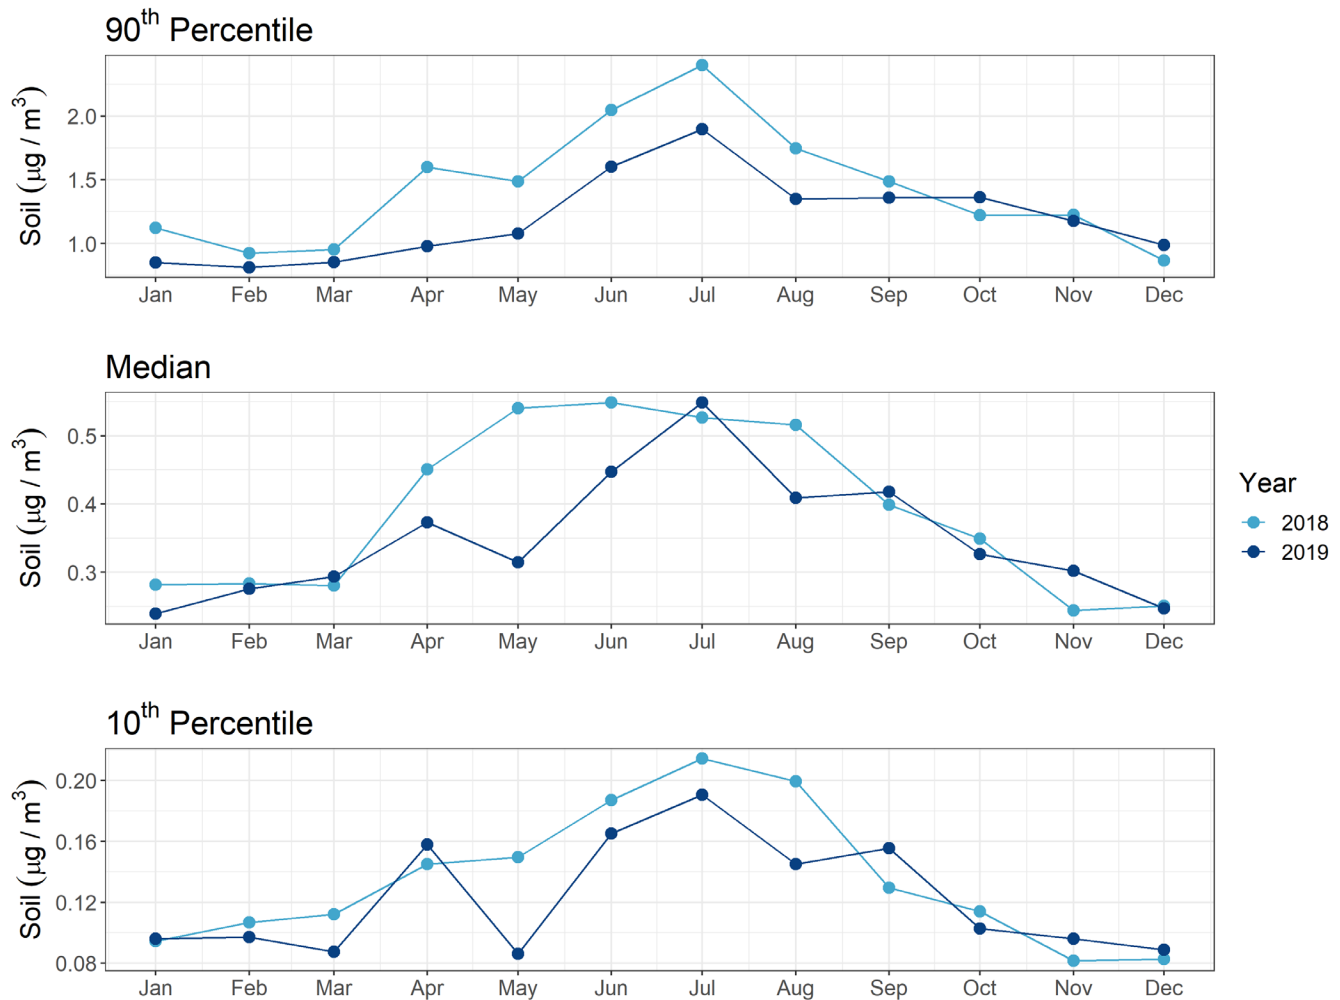 90th Percentile
Soil (μg / m3)
2.0
1.5
1.0
Jan Feb Mar Apr May Jun Jul Aug Sep Oct Nov Dec
Median
Soil (μg / m3)
0.5
0.4
0.3
Jan Feb Mar Apr May Jun Jul Aug Sep Oct Nov Dec
Year
2018
2019
10th Percentile
Soil (μg / m3)
0.20
0.16
0.12
0.08
Jan Feb Mar Apr May Jun Jul Aug Sep Oct Nov Dec